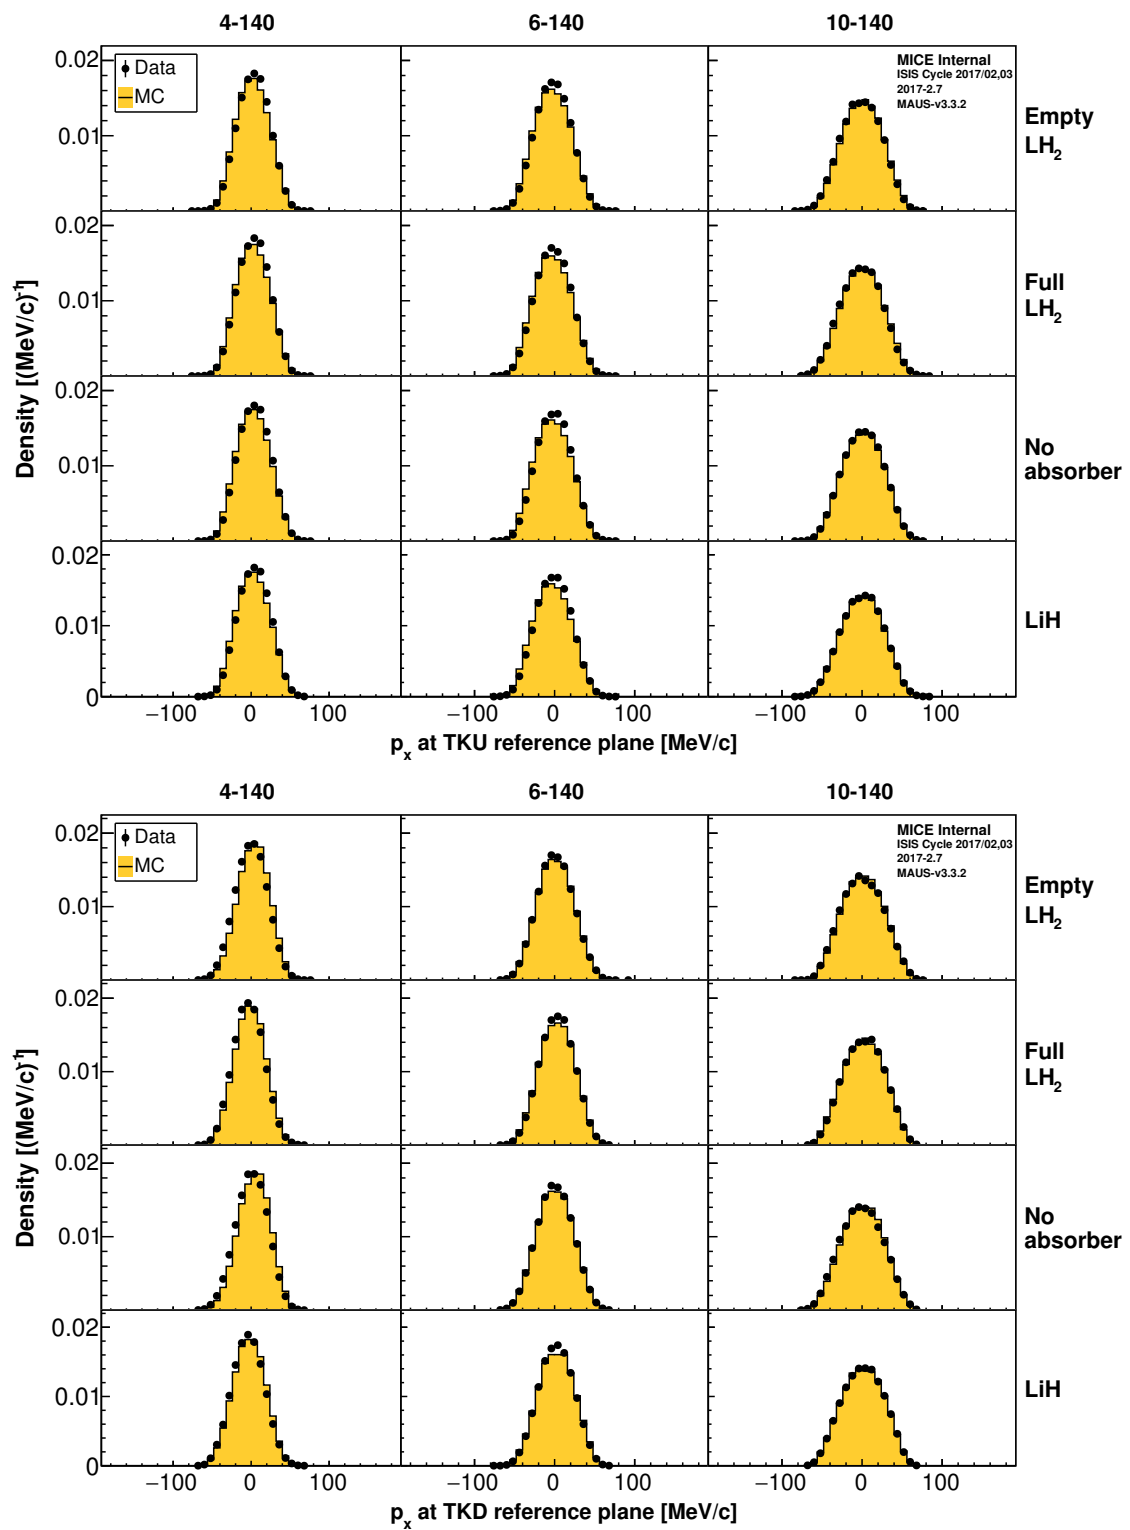 4-140 6-140 10-140
Data
MC
MICE Internal
ISIS Cycle 2017/02,03
2017-2.7
MAUS-v3.3.2
0.02
0.01
Empty
LH2
0.02
0.01
Full
LH2
0.02
0.01
No
absorber
0.02
0.01
0
LiH
Density [(MeV/c)-1]
−100 0 100 −100 0 100 −100 0 100
px at TKU reference plane [MeV/c]
4-140 6-140 10-140
Data
MC
MICE Internal
ISIS Cycle 2017/02,03
2017-2.7
MAUS-v3.3.2
0.02
0.01
Empty
LH2
0.02
0.01
Full
LH2
0.02
0.01
No
absorber
0.02
0.01
0
LiH
Density [(MeV/c)-1]
−100 0 100 −100 0 100 −100 0 100
px at TKD reference plane [MeV/c]